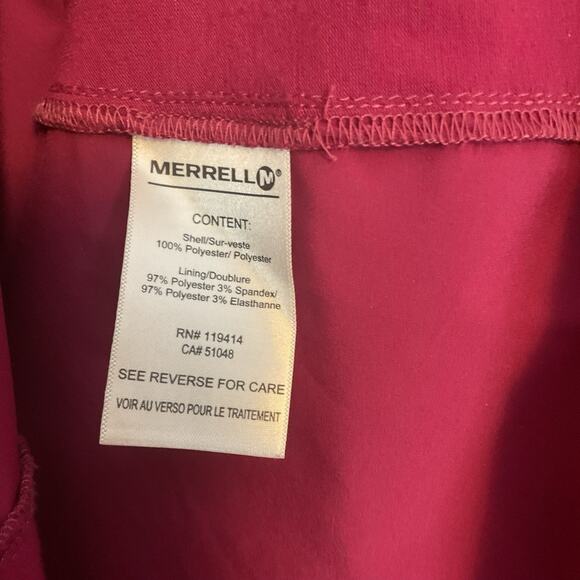 MERRELL M®
CONTENT:
Shell/Sur-veste
100% Polyester/ Polyester
Lining/Doublure
97% Polyester 3% Spandex/
97% Polyester 3% Elasthanne
RN# 119414
CA# 51048
SEE REVERSE FOR CARE
VOIR AU VERSO POUR LE TRAITEMENT